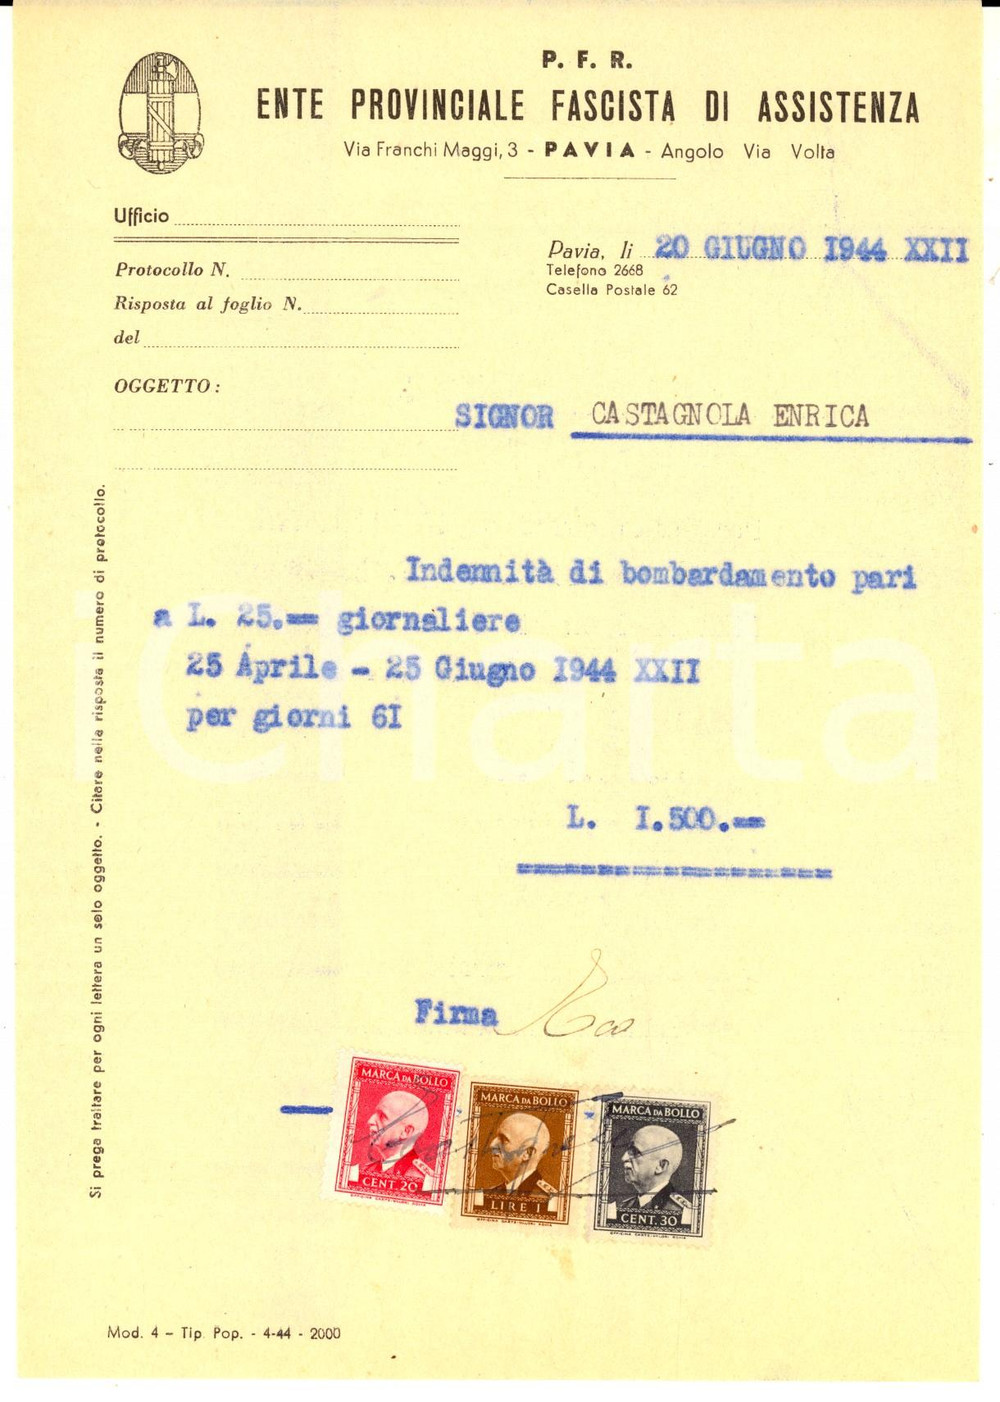 P. F. R.
ENTE PROVINCIALE FASCISTA DI ASSISTENZA
Via Franchi Maggi, 3 - PAVIA - Angolo Via Volta
Ufficio
Pavia, li 20 GIUGNO I944 XXII
Telefono 2668
Casella Postale 62
Protocollo N.
Risposta al foglio N.
del
OGGETTO:
SIGNOR CASTAGNOLA ENRICA
Indennità di bombardamento pari
a L. 25.-- giornaliere
25 Aprile - 25 Giugno I944 XXII
per giorni 6I
L. I.500.--
Firma
MARCA DA BOLLO
CENT. 20
MARCA DA BOLLO
LIRE 1
MARCA DA BOLLO
CENT. 30
Si prega trattare per ogni lettera un solo oggetto. - Citare nella risposta il numero di protocollo.
Mod. 4 - Tip. Pop. - 4-44 - 2000
iCharta